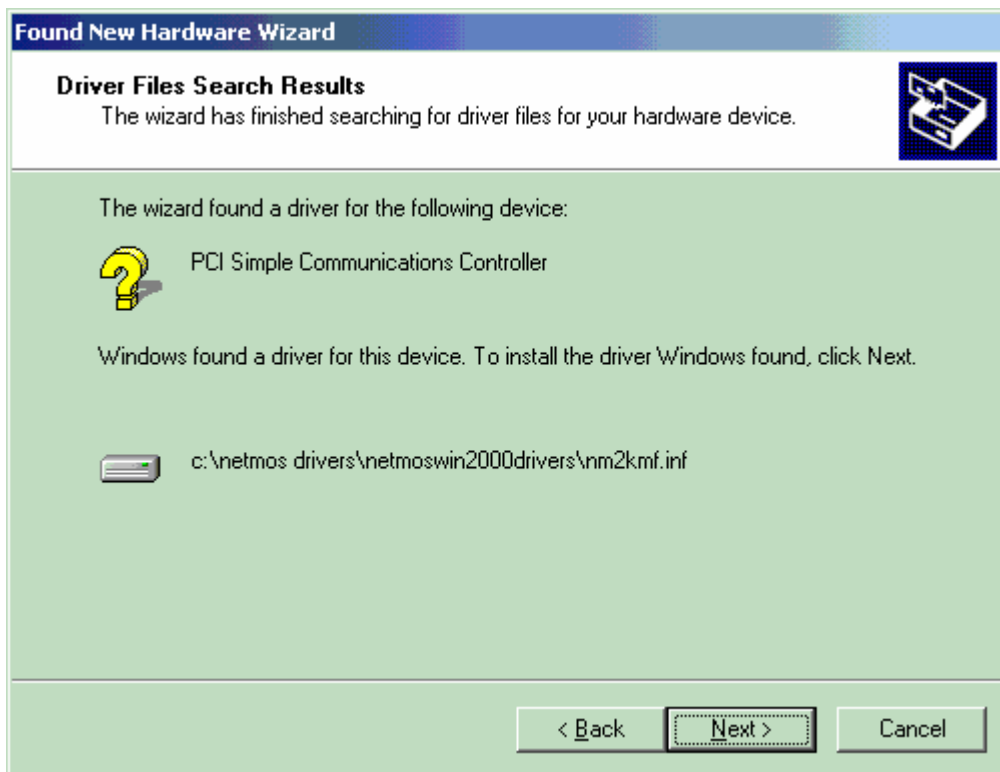 Found New Hardware Wizard
Driver Files Search Results
The wizard has finished searching for driver files for your hardware device.
The wizard found a driver for the following device:
PCI Simple Communications Controller
Windows found a driver for this device. To install the driver Windows found, click Next.
c:\netmos drivers\netmoswin2000drivers\nm2kmf.inf
< Back Next > Cancel